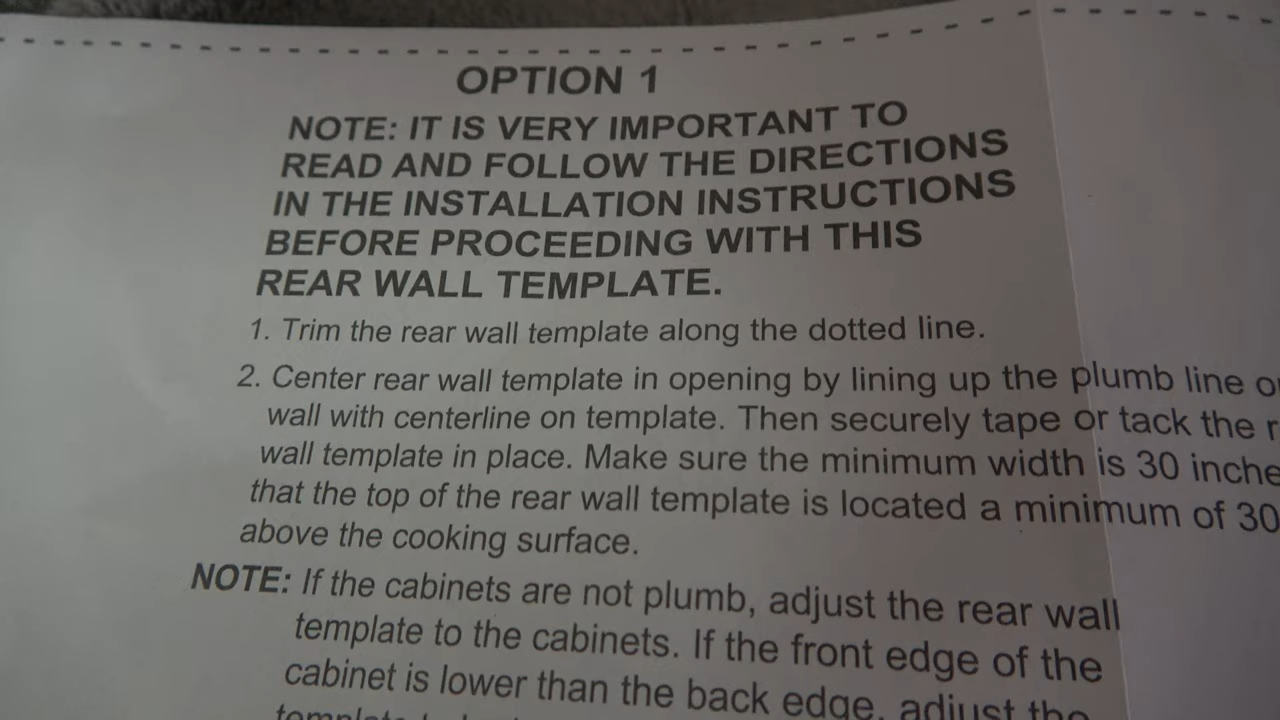 OPTION 1
NOTE: IT IS VERY IMPORTANT TO
READ AND FOLLOW THE DIRECTIONS
IN THE INSTALLATION INSTRUCTIONS
BEFORE PROCEEDING WITH THIS
REAR WALL TEMPLATE.
1. Trim the rear wall template along the dotted line.
2. Center rear wall template in opening by lining up the plumb line
wall with centerline on template. Then securely tape or tack the
wall template in place. Make sure the minimum width is 30
that the top of the rear wall template is located a minimum of 30
above the cooking surface.
NOTE: If the cabinets are not plumb, adjust the rear wall
template to the cabinets. If the front edge of the
cabinet is lower than the back edge, adjust the